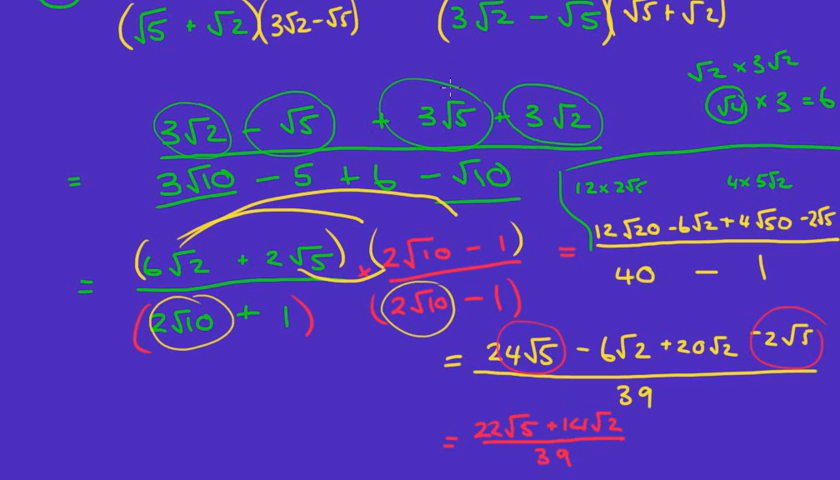 (√5 + √2)(3√2 - √5) (3√2 - √5)(√5 + √2)
√2 × 3√2
√4 × 3 = 6
3√2 - √5 + 3√5 + 3√2
= 3√10 - 5 + 6 - √10
12 × 2√5 4 × 5√2
= (6√2 + 2√5) × (2√10 - 1) = 12√20 - 6√2 + 4√50 - 2√5
(2√10 + 1) (2√10 - 1) 40 - 1
= 24√5 - 6√2 + 20√2 - 2√5
39
= 22√5 + 14√2
39